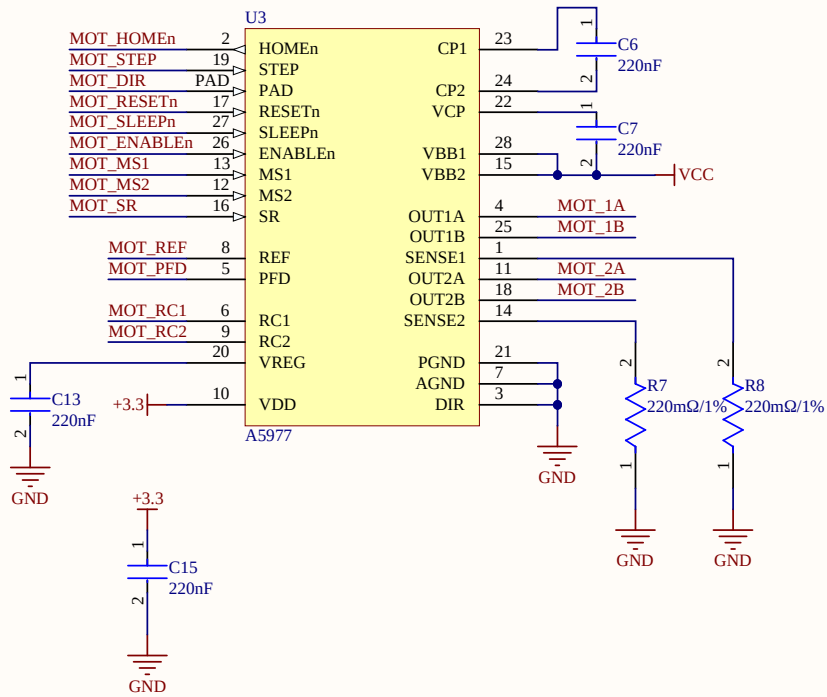 U3
MOT_HOMEn 2 HOMEn CP1 23 1 C6
MOT_STEP 19 STEP 220nF
MOT_DIR PAD PAD CP2 24 2
MOT_RESETn 17 RESETn VCP 22 1
MOT_SLEEPn 27 SLEEPn C7
MOT_ENABLEn 26 ENABLEn VBB1 28 220nF
MOT_MS1 13 MS1 VBB2 15 2 VCC
MOT_MS2 12 MS2
MOT_SR 16 SR OUT1A 4 MOT_1A
OUT1B 25 MOT_1B
MOT_REF 8 REF SENSE1 1
MOT_PFD 5 PFD OUT2A 11 MOT_2A
OUT2B 18 MOT_2B
MOT_RC1 6 RC1 SENSE2 14
MOT_RC2 9 RC2
20 VREG PGND 21 2 2
1 AGND 7 R7 R8
C13 +3.3 10 VDD DIR 3 220mΩ/1% 220mΩ/1%
220nF
2 A5977
1 1
GND GND
+3.3
GND GND
1
C15
220nF
2
GND